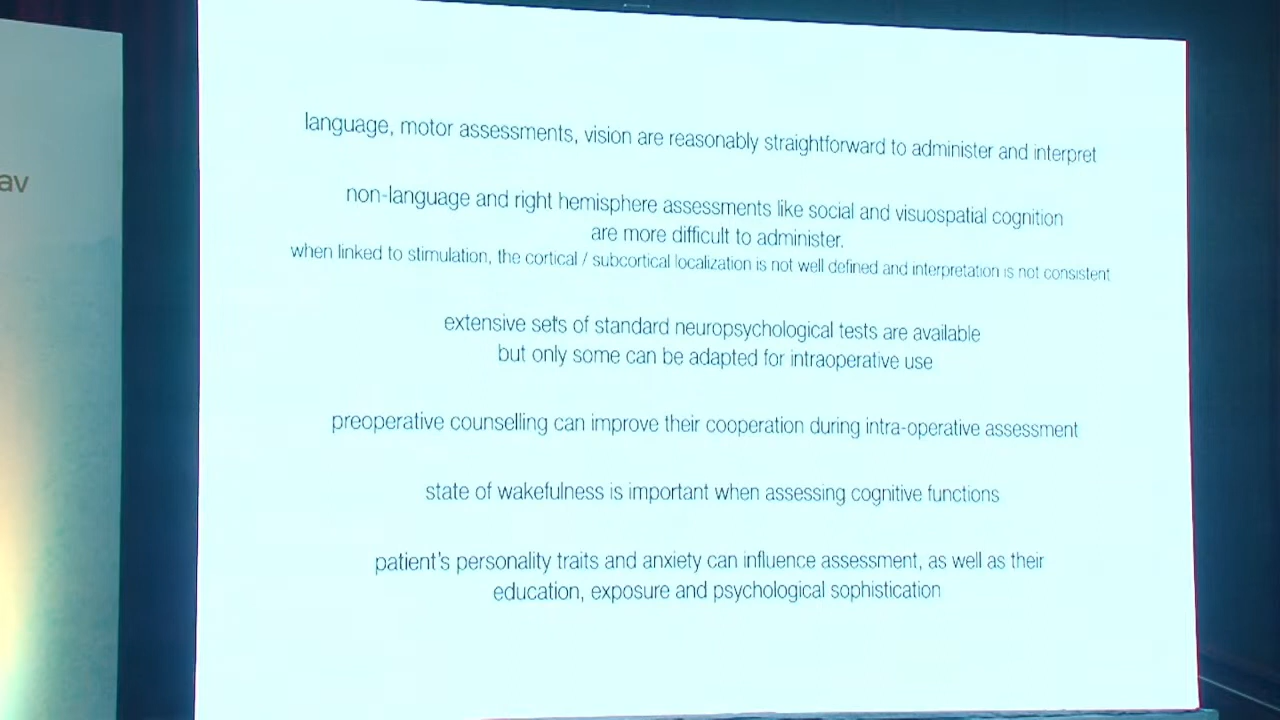 av
language, motor assessments, vision are reasonably straightforward to administer and interpret
non-language and right hemisphere assessments like social and visuospatial cognition
are more difficult to administer.
when linked to stimulation, the cortical / subcortical localization is not well defined and interpretation is not consistent
extensive sets of standard neuropsychological tests are available
but only some can be adapted for intraoperative use
preoperative counselling can improve their cooperation during intra-operative assessment
state of wakefulness is important when assessing cognitive functions
patient's personality traits and anxiety can influence assessment, as well as their
education, exposure and psychological sophistication